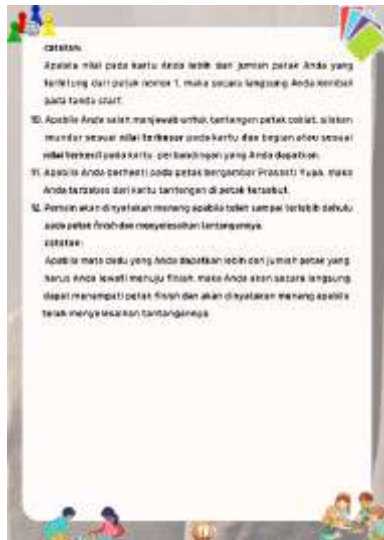 catatan:
Apabila nilai pada kartu Anda lebih dari jumlah petak Anda yang
terhitung dari petak nomor 1, maka secara langsung Anda kembali
pada tanda start.
10. Apabila Anda salah menjawab untuk tantangan petak coklat, silakan
mundur sesuai nilai terbesar pada kartu dua bagian atau sesuai
nilai terkecil pada kartu perbandingan yang Anda dapatkan.
11. Apabila Anda berhenti pada petak bergambar Prasasti Yupa, maka
Anda terbebas dari kartu tantangan di petak tersebut.
12. Pemain akan dinyatakan menang apabila telah sampai terlebih dahulu
pada petak finish dan menyelesaikan tantangannya.
catatan:
Apabila mata dadu yang Anda dapatkan lebih dari jumlah petak yang
harus Anda lewati menuju finish, maka Anda akan secara langsung
dapat menempati petak finish dan akan dinyatakan menang apabila
telah menyelesaikan tantangannya.